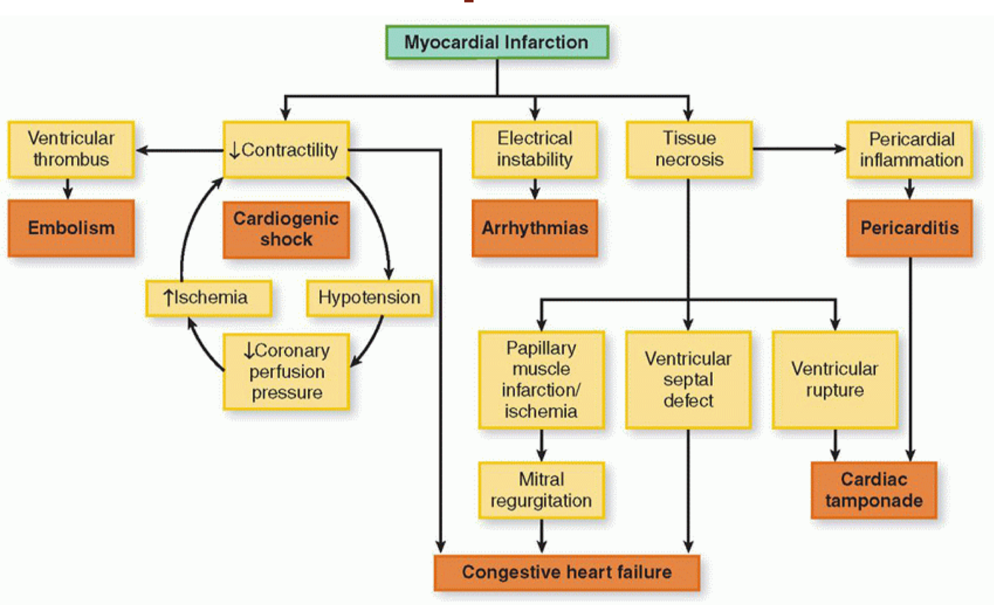 Myocardial Infarction
Ventricular
thrombus
↓Contractility
Electrical
instability
Tissue
necrosis
Pericardial
inflammation
Embolism
Cardiogenic
shock
Arrhythmias
Pericarditis
↑Ischemia
Hypotension
↓Coronary
perfusion
pressure
Papillary
muscle
infarction/
ischemia
Ventricular
septal
defect
Ventricular
rupture
Mitral
regurgitation
Cardiac
tamponade
Congestive heart failure